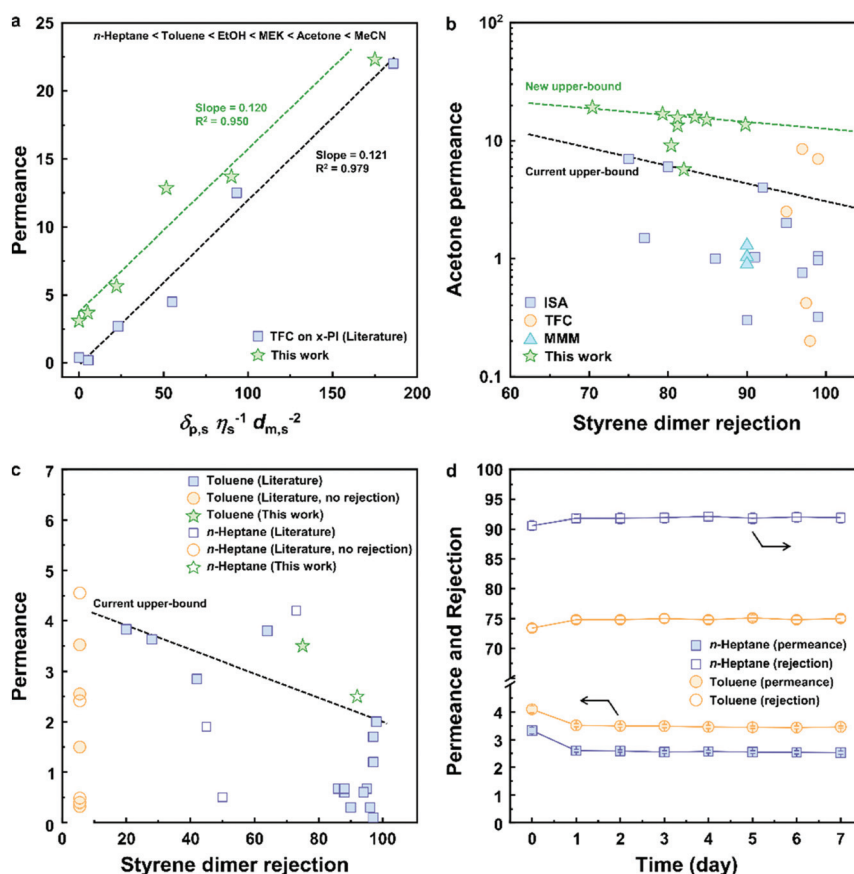 a
n-Heptane < Toluene < EtOH < MEK < Acetone < MeCN
Slope = 0.120
R² = 0.950
Slope = 0.121
R² = 0.979
TFC on x-PI (Literature)
This work
Permeance
25
20
15
10
5
0
0 50 100 150 200
δp,s ηs⁻¹ dm,s⁻²
b
New upper-bound
Current upper-bound
ISA
TFC
MMM
This work
Acetone permeance
10²
10
1
0.1
60 70 80 90 100
Styrene dimer rejection
c
Toluene (Literature)
Toluene (Literature, no rejection)
Toluene (This work)
n-Heptane (Literature)
n-Heptane (Literature, no rejection)
n-Heptane (This work)
Current upper-bound
Permeance
6
5
4
3
2
1
0
20 40 60 80 100
Styrene dimer rejection
d
n-Heptane (permeance)
n-Heptane (rejection)
Toluene (permeance)
Toluene (rejection)
Permeance and Rejection
100
95
90
85
80
75
70
4
3
2
1
0
0 1 2 3 4 5 6 7
Time (day)